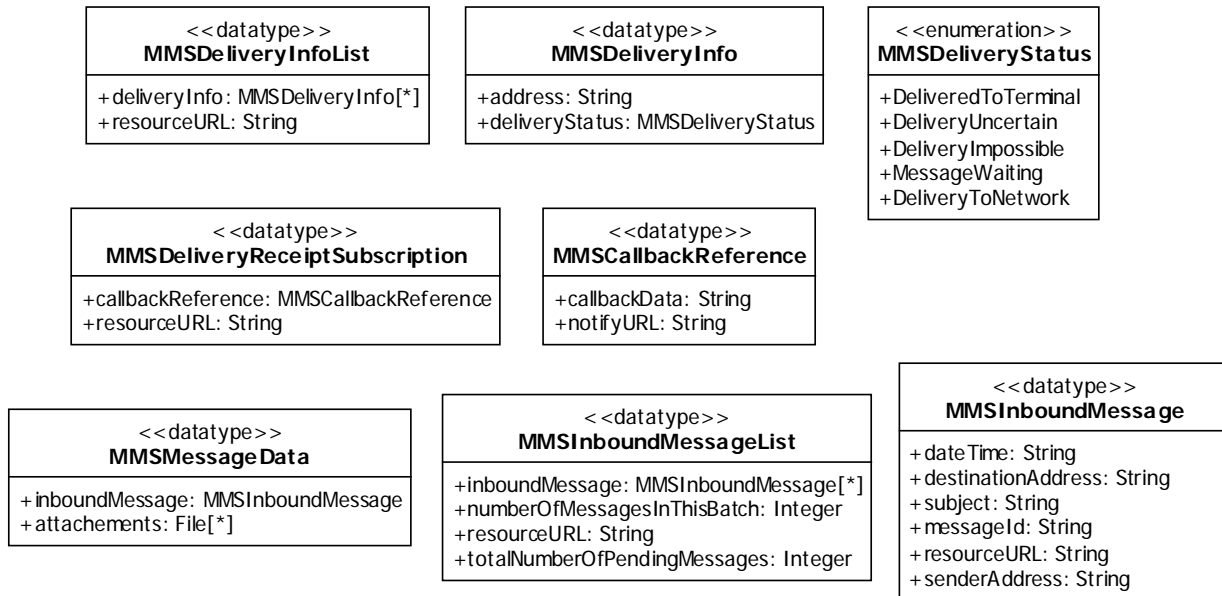 <<datatype>>
MMSDeliveryInfoList
+deliveryInfo: MMSDeliveryInfo[*]
+resourceURL: String
<<datatype>>
MMSDeliveryInfo
+address: String
+deliveryStatus: MMSDeliveryStatus
<<enumeration>>
MMSDeliveryStatus
+DeliveredToTerminal
+DeliveryUncertain
+DeliveryImpossible
+MessageWaiting
+DeliveryToNetwork
<<datatype>>
MMSDeliveryReceiptSubscription
+callbackReference: MMSCallbackReference
+resourceURL: String
<<datatype>>
MMSCallbackReference
+callbackData: String
+notifyURL: String
<<datatype>>
MMSMessageData
+inboundMessage: MMSInboundMessage
+attachements: File[*]
<<datatype>>
MMSInboundMessageList
+inboundMessage: MMSInboundMessage[*]
+numberOfMessagesInThisBatch: Integer
+resourceURL: String
+totalNumberOfPendingMessages: Integer
<<datatype>>
MMSInboundMessage
+dateTime: String
+destinationAddress: String
+subject: String
+messageId: String
+resourceURL: String
+senderAddress: String